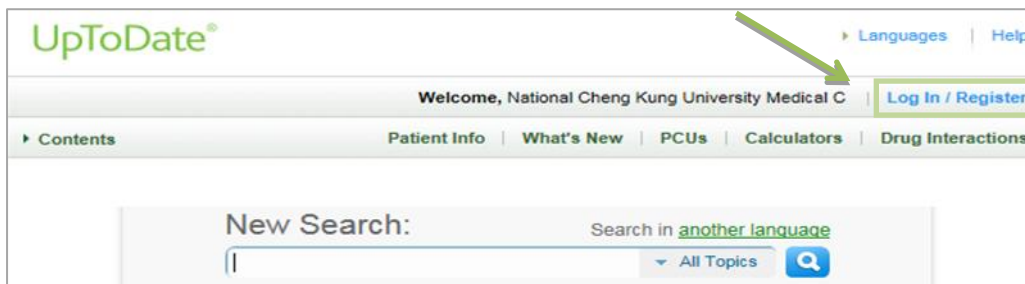 UpToDate®
Languages | Help
Welcome, National Cheng Kung University Medical C | Log In / Register
Contents Patient Info | What's New | PCUs | Calculators | Drug Interactions
New Search: Search in another language
All Topics